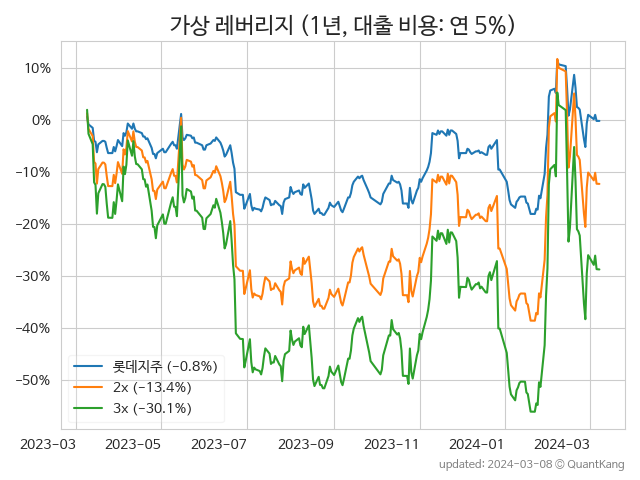 가상 레버리지 (1년, 대출 비용: 연 5%)
10%
0%
−10%
−20%
−30%
−40%
−50%
롯데지주 (−0.8%)
2x (−13.4%)
3x (−30.1%)
2023-03 2023-05 2023-07 2023-09 2023-11 2024-01 2024-03
updated: 2024-03-08 © QuantKang